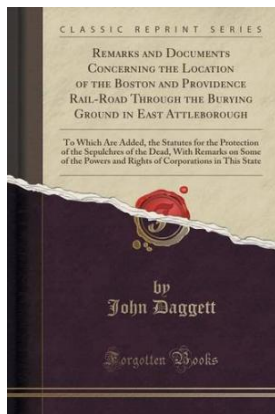 CLASSIC REPRINT SERIES
REMARKS AND DOCUMENTS
CONCERNING THE LOCATION
OF THE BOSTON AND PROVIDENCE
RAIL-ROAD THROUGH THE BURYING
GROUND IN EAST ATTLEBOROUGH
To Which Are Added, the Statutes for the Protection
of the Sepulchres of the Dead, With Remarks on Some
of the Powers and Rights of Corporations in This State
by
John Daggett
Forgotten Books